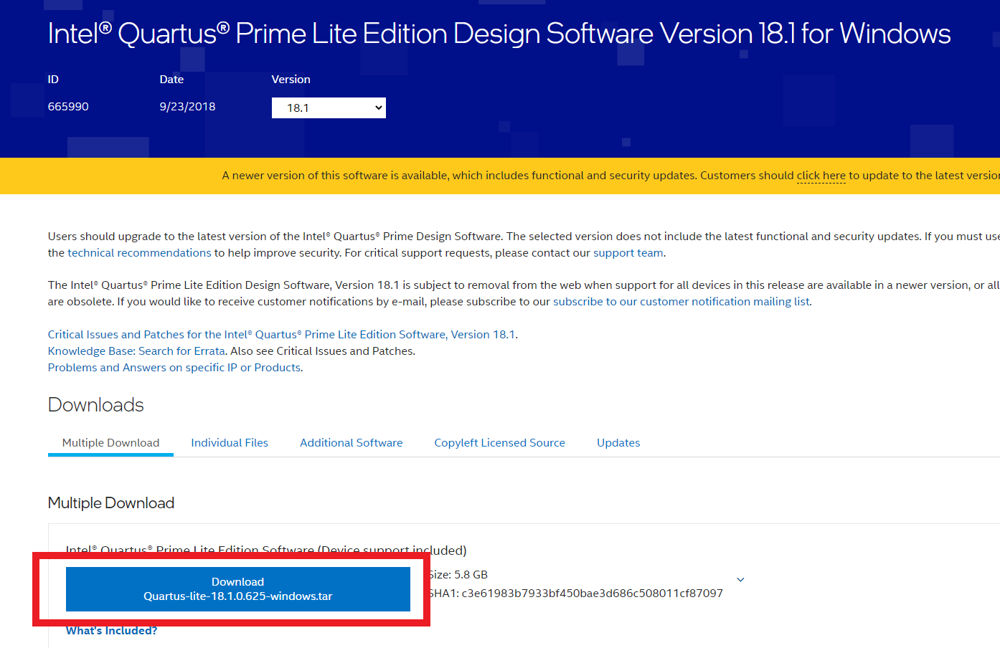 Intel® Quartus® Prime Lite Edition Design Software Version 18.1 for Windows
ID
Date
Version
665990
9/23/2018
18.1
A newer version of this software is available, which includes functional and security updates. Customers should click here to update to the latest version
Users should upgrade to the latest version of the Intel® Quartus® Prime Design Software. The selected version does not include the latest functional and security updates. If you must use
the technical recommendations to help improve security. For critical support requests, please contact our support team.
The Intel® Quartus® Prime Lite Edition Design Software, Version 18.1 is subject to removal from the web when support for all devices in this release are available in a newer version, or all
are obsolete. If you would like to receive customer notifications by e-mail, please subscribe to our subscribe to our customer notification mailing list.
Critical Issues and Patches for the Intel® Quartus® Prime Lite Edition Software, Version 18.1.
Knowledge Base: Search for Errata. Also see Critical Issues and Patches.
Problems and Answers on specific IP or Products.
Downloads
Multiple Download
Individual Files
Additional Software
Copyleft Licensed Source
Updates
Multiple Download
Intel® Quartus® Prime Lite Edition Software (Device support included)
Download
Quartus-lite-18.1.0.625-windows.tar
Size: 5.8 GB
SHA1: c3e61983b7933bf450bae3d686c508011cf87097
What's Included?